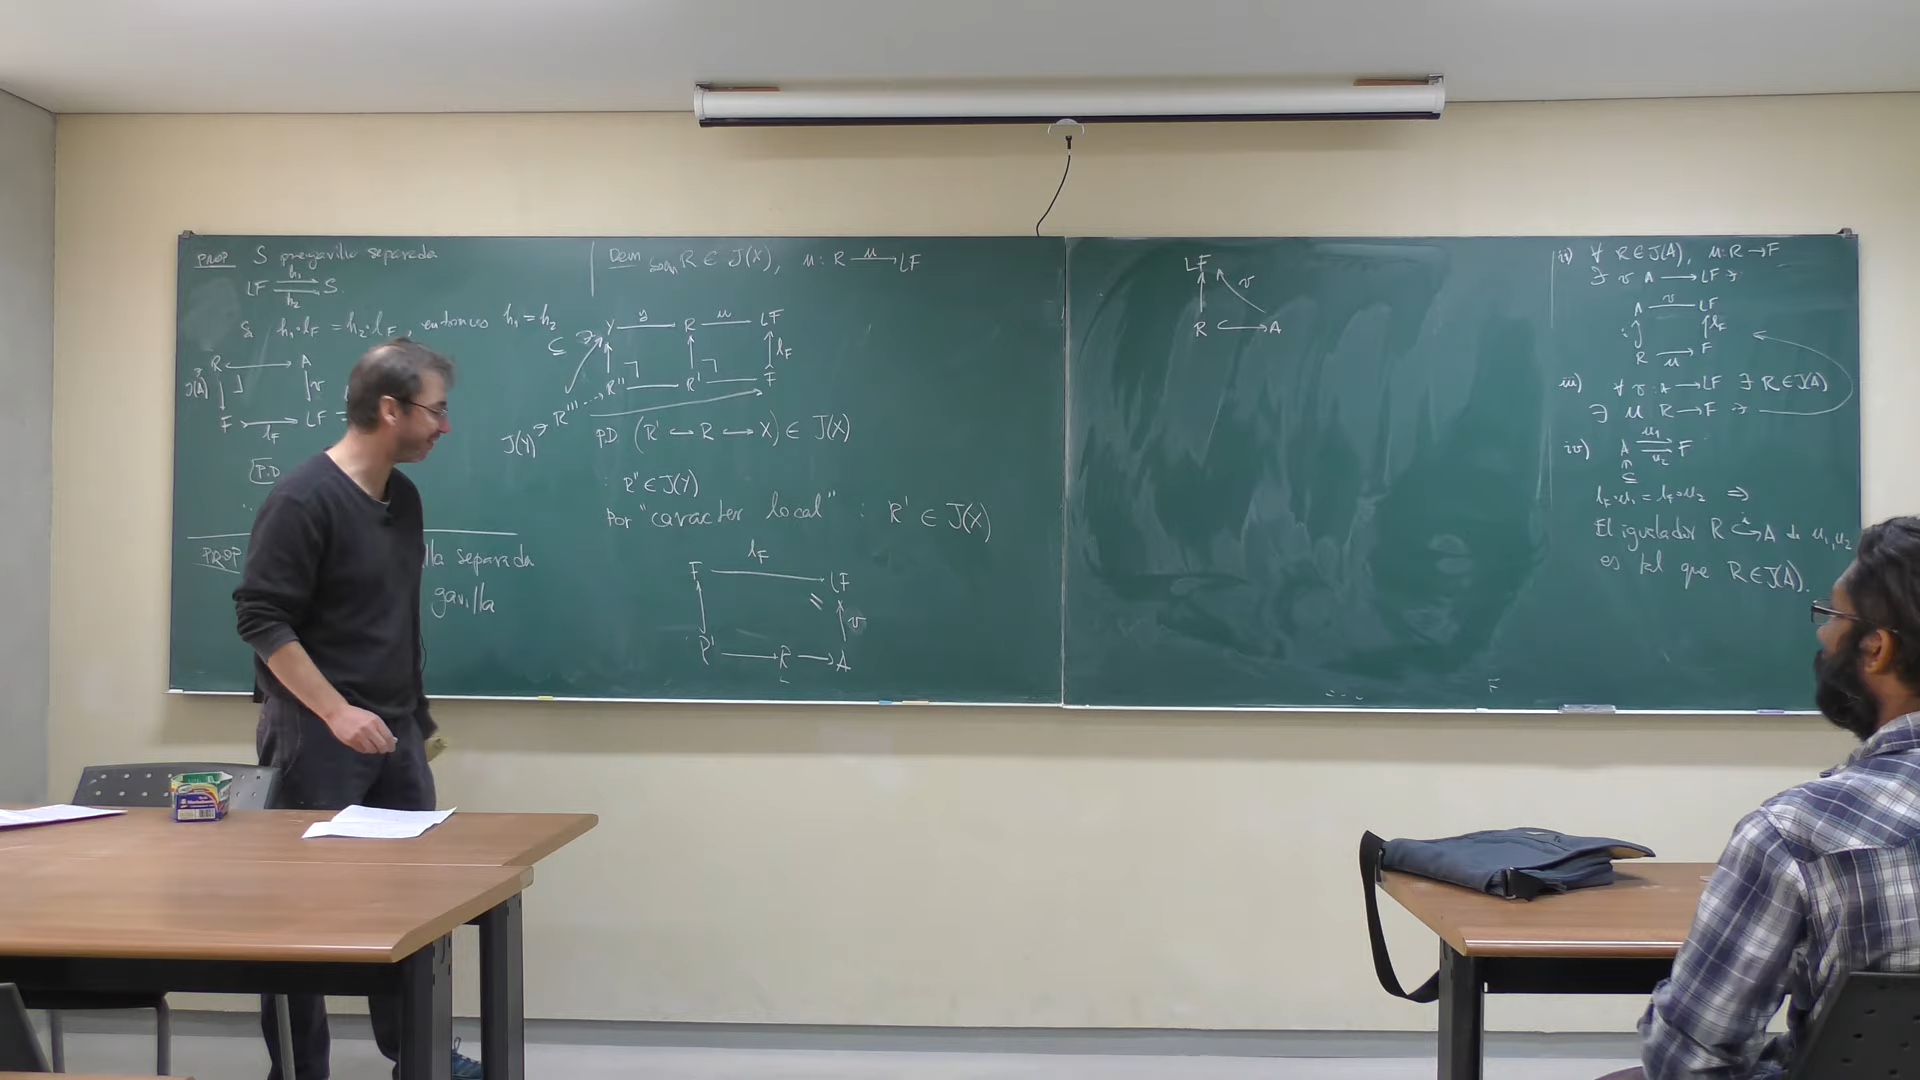 PROP S pregavilla separada
LF ⇉ S.
h₁
h₂
Si h₁·l_F = h₂·l_F, entonces h₁ = h₂
R A
J(A) v
F LF =
l_F
P.D
PROP lla separada
gavilla
Dem Sean R ∈ J(X), u: R →u LF
Y y R u LF
⊆ l_F
R'' R' F
R'''
J(Y)
P.D. (R' ↪ R ↪ X) ∈ J(X)
R'' ∈ J(Y)
Por "caracter local" : R' ∈ J(X)
l_F
F LF
= v
R' → R → A
LF v
R ↪ A
F
ii) ∀ R∈J(A), u: R→F
∃ v A → LF ∋
A v LF
l_F
R u F
iii) ∀ v: A → LF ∃ R∈J(A)
∃ u R→F ∋
iv) A ⇉ F
u₁
u₂
l_F·u₁ = l_F·u₂ ⇒
El igualador R ↪ A de u₁, u₂
es tal que R∈J(A).